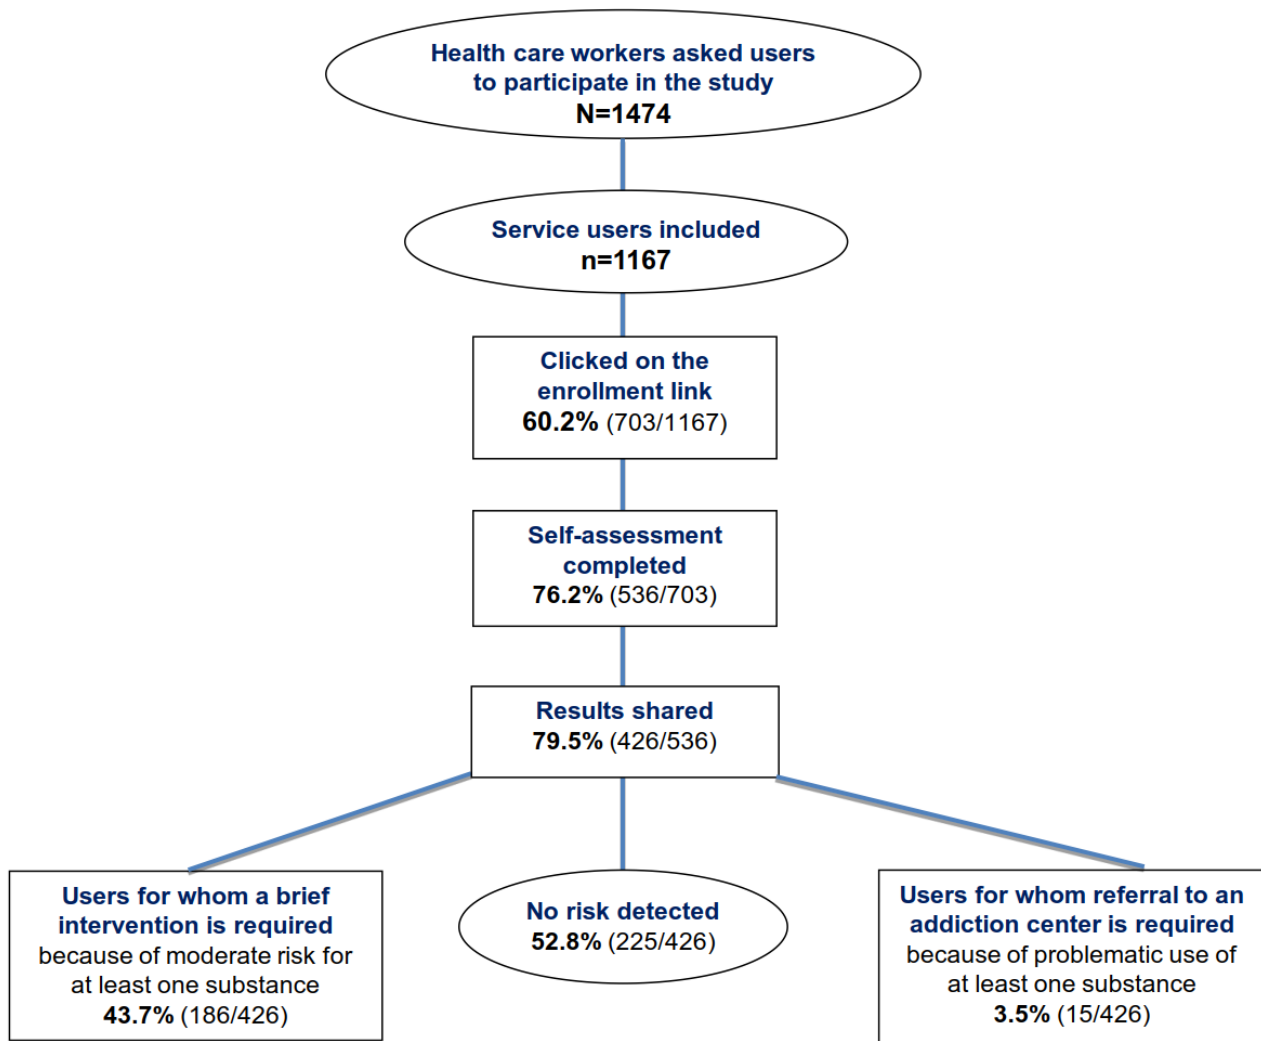 Health care workers asked users
to participate in the study
N=1474
Service users included
n=1167
Clicked on the
enrollment link
60.2% (703/1167)
Self-assessment
completed
76.2% (536/703)
Results shared
79.5% (426/536)
Users for whom a brief
intervention is required
because of moderate risk for
at least one substance
43.7% (186/426)
No risk detected
52.8% (225/426)
Users for whom referral to an
addiction center is required
because of problematic use of
at least one substance
3.5% (15/426)